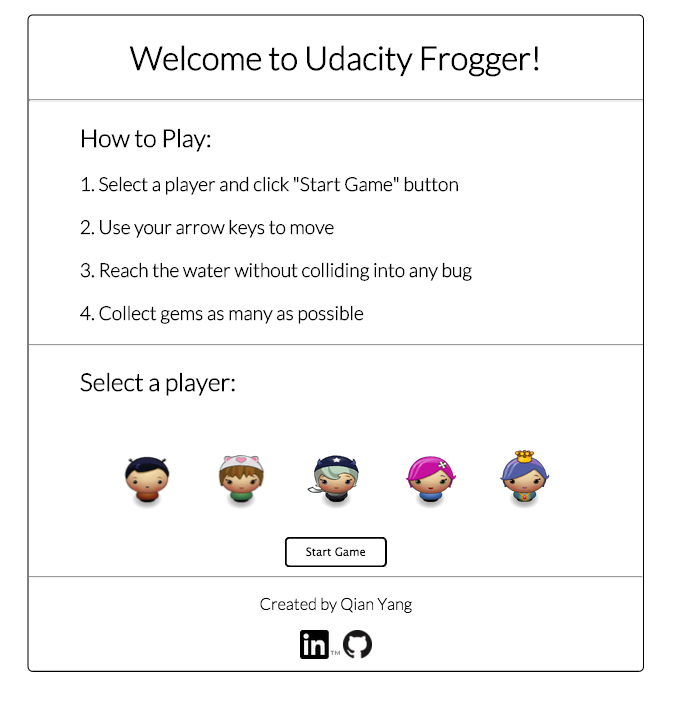 Welcome to Udacity Frogger!
How to Play:
1. Select a player and click "Start Game" button
2. Use your arrow keys to move
3. Reach the water without colliding into any bug
4. Collect gems as many as possible
Select a player:
Start Game
Created by Qian Yang
in TM